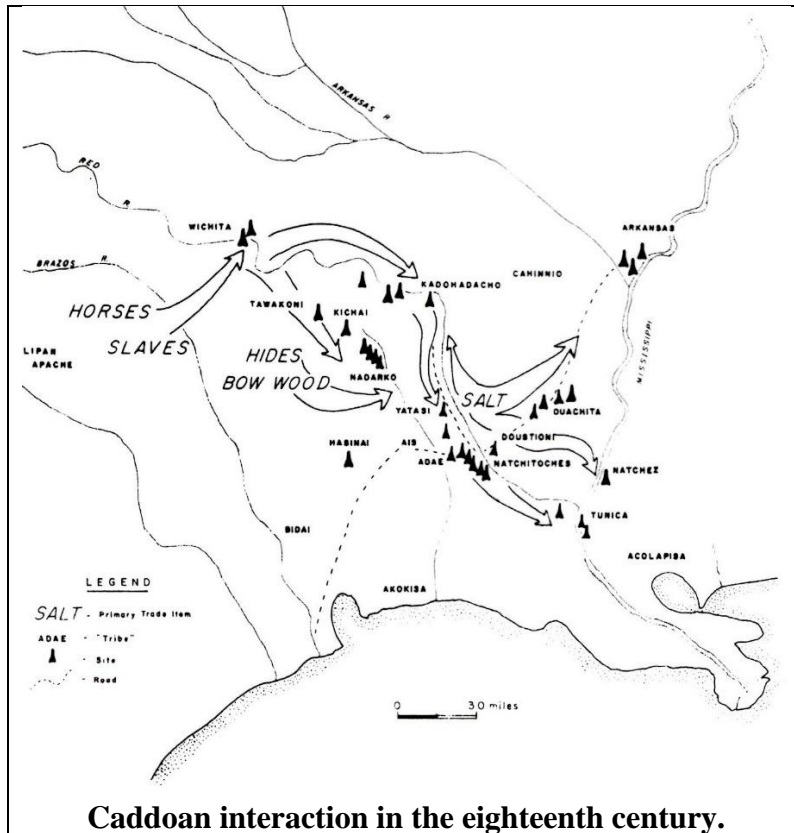 ARKANSAS R.
RED
R.
WICHITA
ARKANSAS
BRAZOS R.
KADOHADACHO
CAHINNIO
HORSES
TAWAKONI
KICHAI
SLAVES
MISSISSIPPI
LIPAN
APACHE
HIDES
BOW WOOD
NADARKO
SALT
YATASI
OUACHITA
DOUSTIONI
HASINAI
AIS
ADAE
NATCHITOCHES
NATCHEZ
TUNICA
BIDAI
ACOLAPISA
AKOKISA
LEGEND
SALT - Primary Trade Item
ADAE - "Tribe"
- Site
- Road
0 30 miles
Caddoan interaction in the eighteenth century.